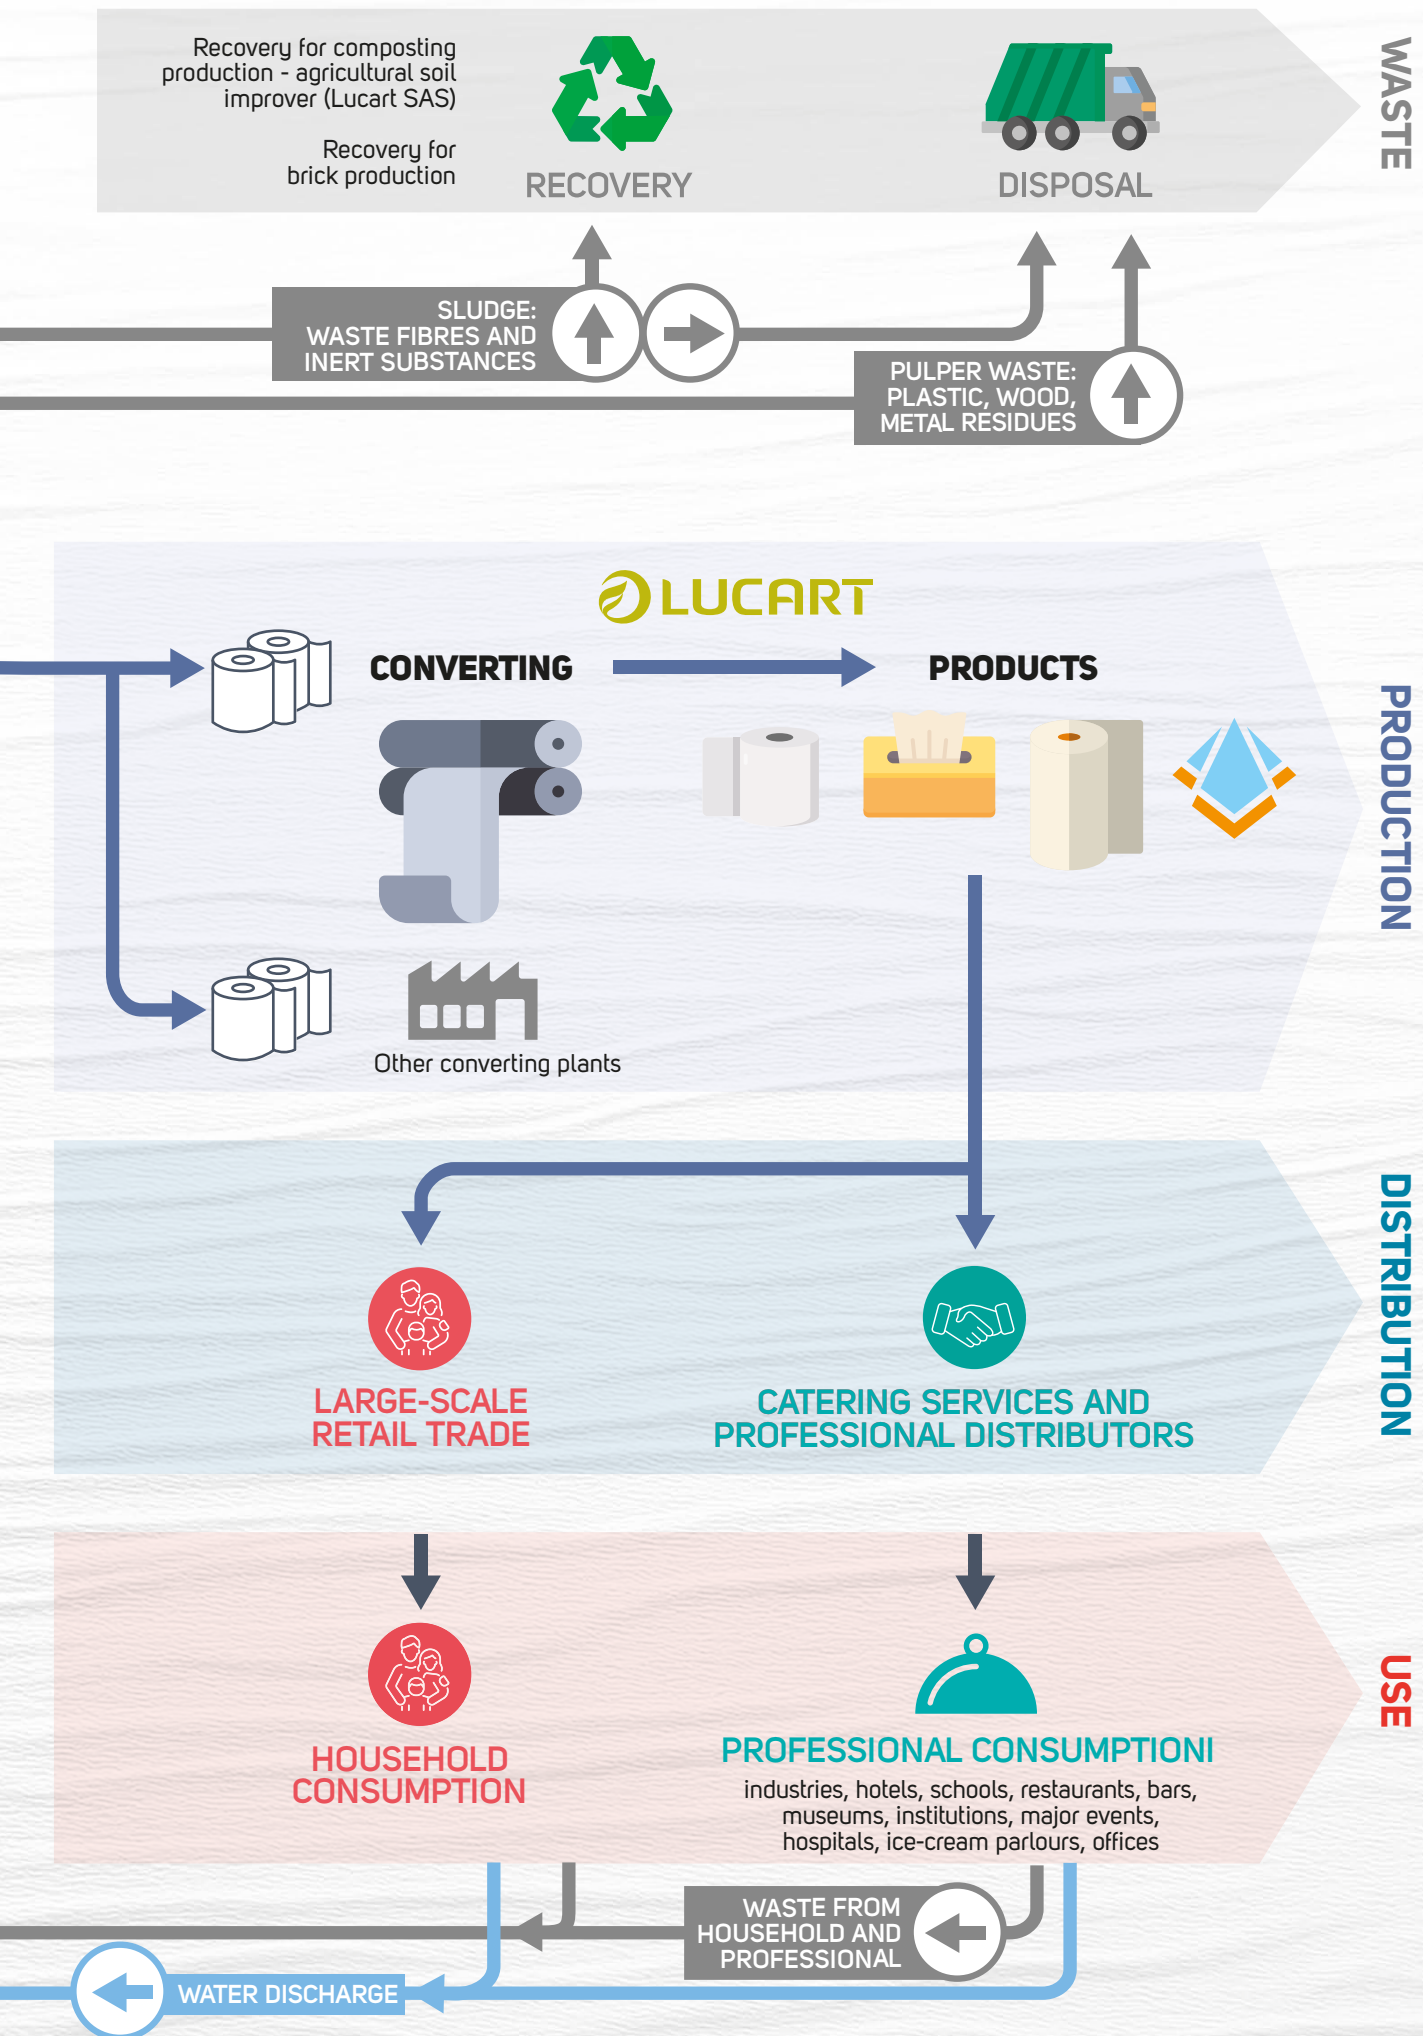 Recovery for composting
production - agricultural soil
improver (Lucart SAS)
Recovery for
brick production
RECOVERY
DISPOSAL
WASTE
SLUDGE:
WASTE FIBRES AND
INERT SUBSTANCES
PULPER WASTE:
PLASTIC, WOOD,
METAL RESIDUES
LUCART
CONVERTING
PRODUCTS
Other converting plants
PRODUCTION
LARGE-SCALE
RETAIL TRADE
CATERING SERVICES AND
PROFESSIONAL DISTRIBUTORS
DISTRIBUTION
HOUSEHOLD
CONSUMPTION
PROFESSIONAL CONSUMPTIONI
industries, hotels, schools, restaurants, bars,
museums, institutions, major events,
hospitals, ice-cream parlours, offices
USE
WASTE FROM
HOUSEHOLD AND
PROFESSIONAL
WATER DISCHARGE